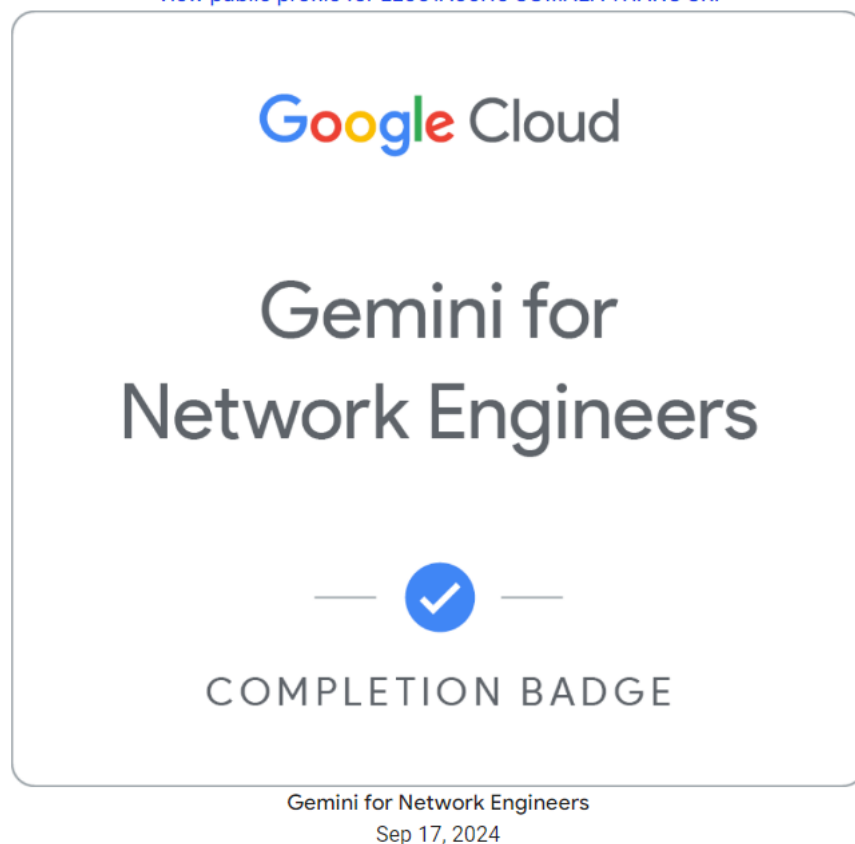 Google Cloud
Gemini for
Network Engineers
COMPLETION BADGE
Gemini for Network Engineers
Sep 17, 2024